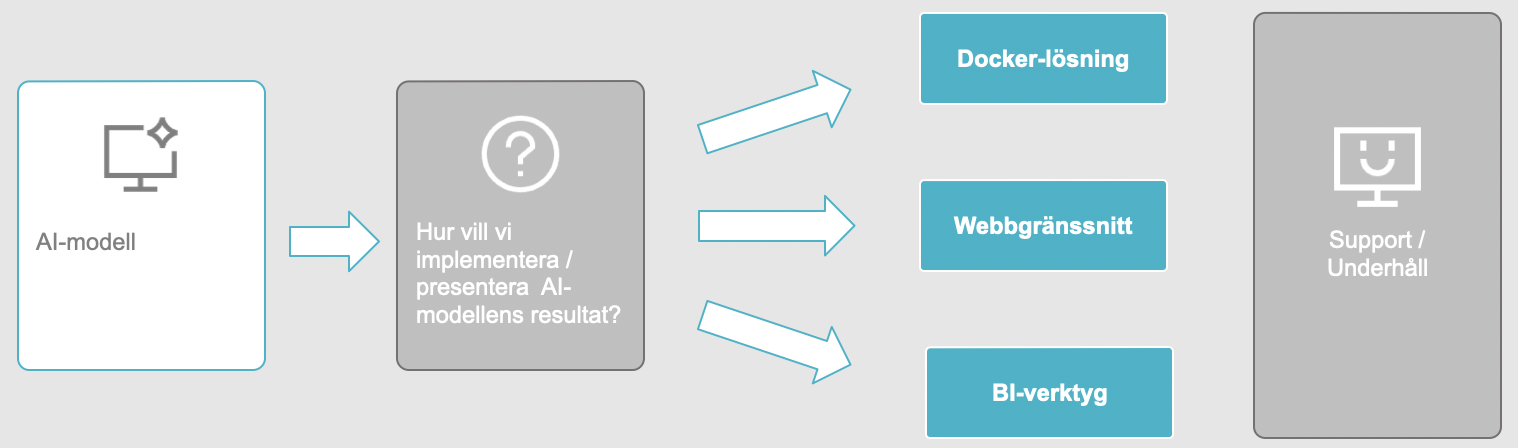 AI-modell
Hur vill vi
implementera /
presentera AI-
modellens resultat?
Docker-lösning
Webbgränssnitt
BI-verktyg
Support /
Underhåll